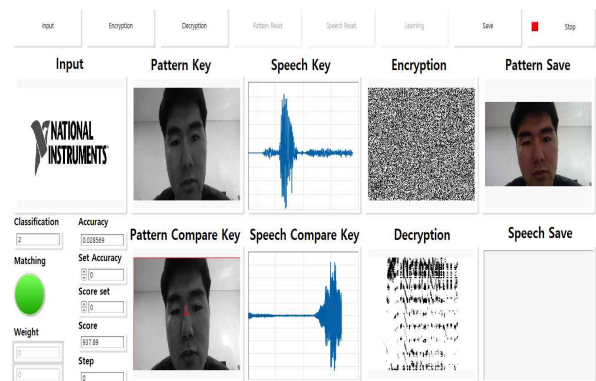 Input
Encryption
Decryption
Pattern Reset
Speech Reset
Learning
Save
Stop
Input
Pattern Key
Speech Key
Encryption
Pattern Save
NATIONAL
INSTRUMENTS
Classification
Accuracy
2
0.028569
Pattern Compare Key
Speech Compare Key
Decryption
Speech Save
Matching
Set Accuracy
0
Score set
0
Score
937.89
Weight
0
Step
0
0